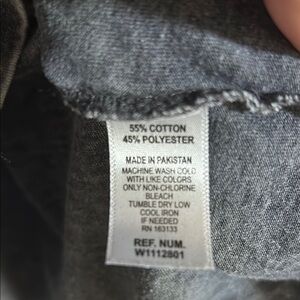 55% COTTON
45% POLYESTER
MADE IN PAKISTAN
MACHINE WASH COLD
WITH LIKE COLORS
ONLY NON-CHLORINE
BLEACH
TUMBLE DRY LOW
COOL IRON
IF NEEDED
RN 163133
REF. NUM.
W1112801